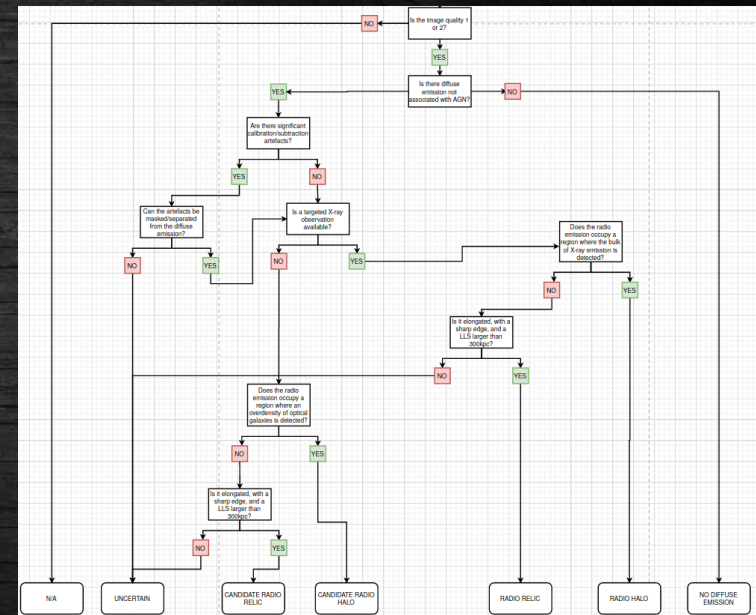 NO
Is the image quality 1
or 2?
YES
Is there diffuse
emission not
associated with AGN?
YES
NO
Are there significant
calibration/subtraction
artefacts?
YES
NO
Can the artefacts be
masked/separated
from the diffuse
emission?
Is a targeted X-ray
observation
available?
Does the radio
emission occupy a
region where the bulk
of X-ray emission is
detected?
NO
YES
NO
YES
NO
YES
Is it elongated, with a
sharp edge, and a
LLS larger than
300kpc?
NO
YES
Does the radio
emission occupy a
region where an
overdensity of optical
galaxies is detected?
NO
YES
Is it elongated, with a
sharp edge, and a
LLS larger than
300kpc?
NO
YES
N/A
UNCERTAIN
CANDIDATE RADIO
RELIC
CANDIDATE RADIO
HALO
RADIO RELIC
RADIO HALO
NO DIFFUSE
EMISSION